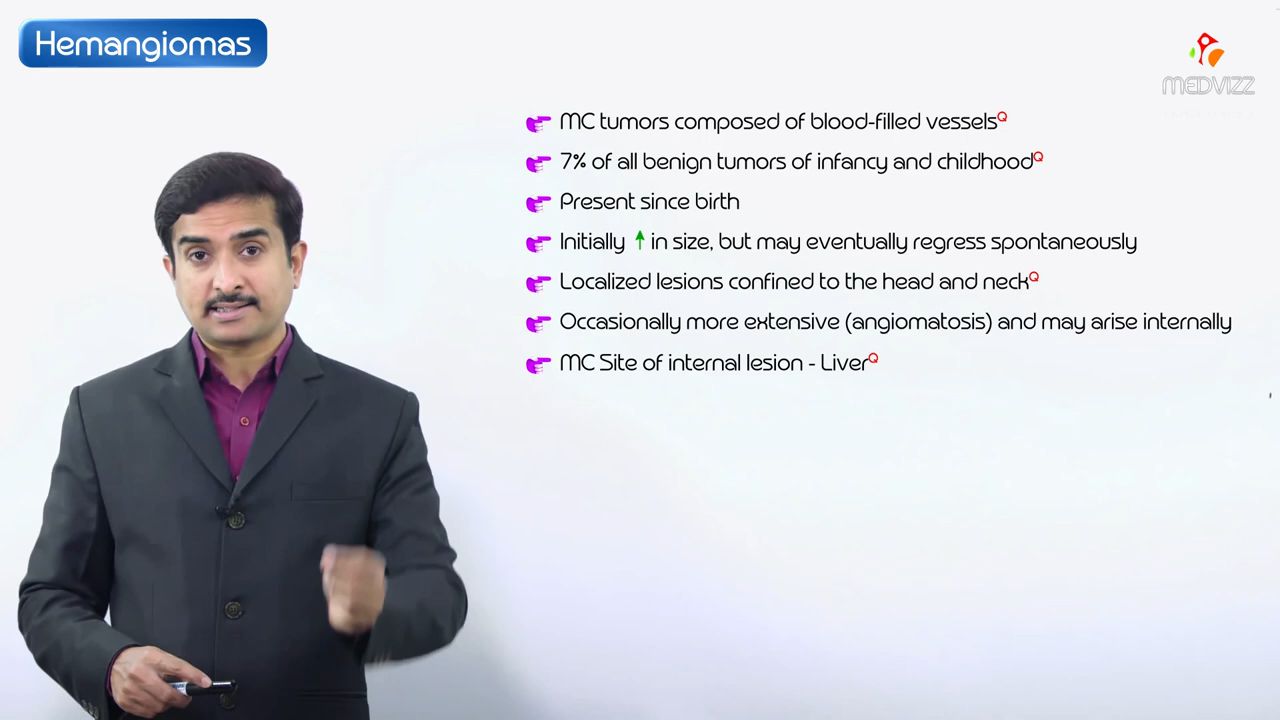 Hemangiomas
MEDVIZZ
MC tumors composed of blood-filled vesselsQ
7% of all benign tumors of infancy and childhoodQ
Present since birth
Initially ↑ in size, but may eventually regress spontaneously
Localized lesions confined to the head and neckQ
Occasionally more extensive (angiomatosis) and may arise internally
MC Site of internal lesion - LiverQ